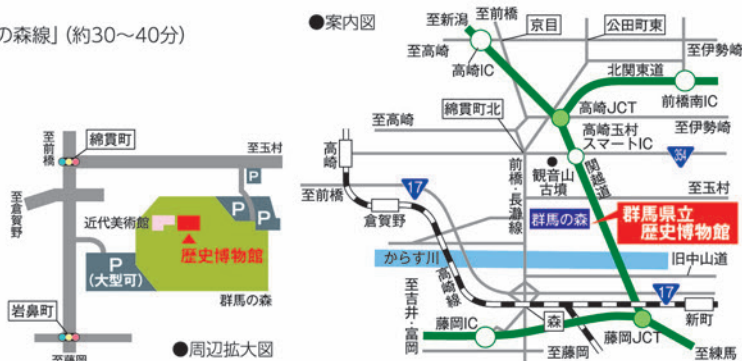 の森線」(約30～40分)
●案内図
至新潟
至前橋
京目
公田町東
至高崎
至伊勢崎
高崎IC
北関東道
前橋南IC
綿貫町北
高崎JCT
至高崎
至伊勢崎
高崎玉村
スマートIC
高崎
354
観音山
古墳
関越道
前橋・長瀞線
至前橋
17
至玉村
倉賀野
群馬の森
群馬県立
歴史博物館
からす川
旧中山道
高崎線
17
至吉井・富岡
森
新町
藤岡IC
藤岡JCT
至藤岡
至練馬
至前橋
綿貫町
至玉村
P
至倉賀野
近代美術館
P
P
歴史博物館
P
(大型可)
群馬の森
岩鼻町
至藤岡
●周辺拡大図